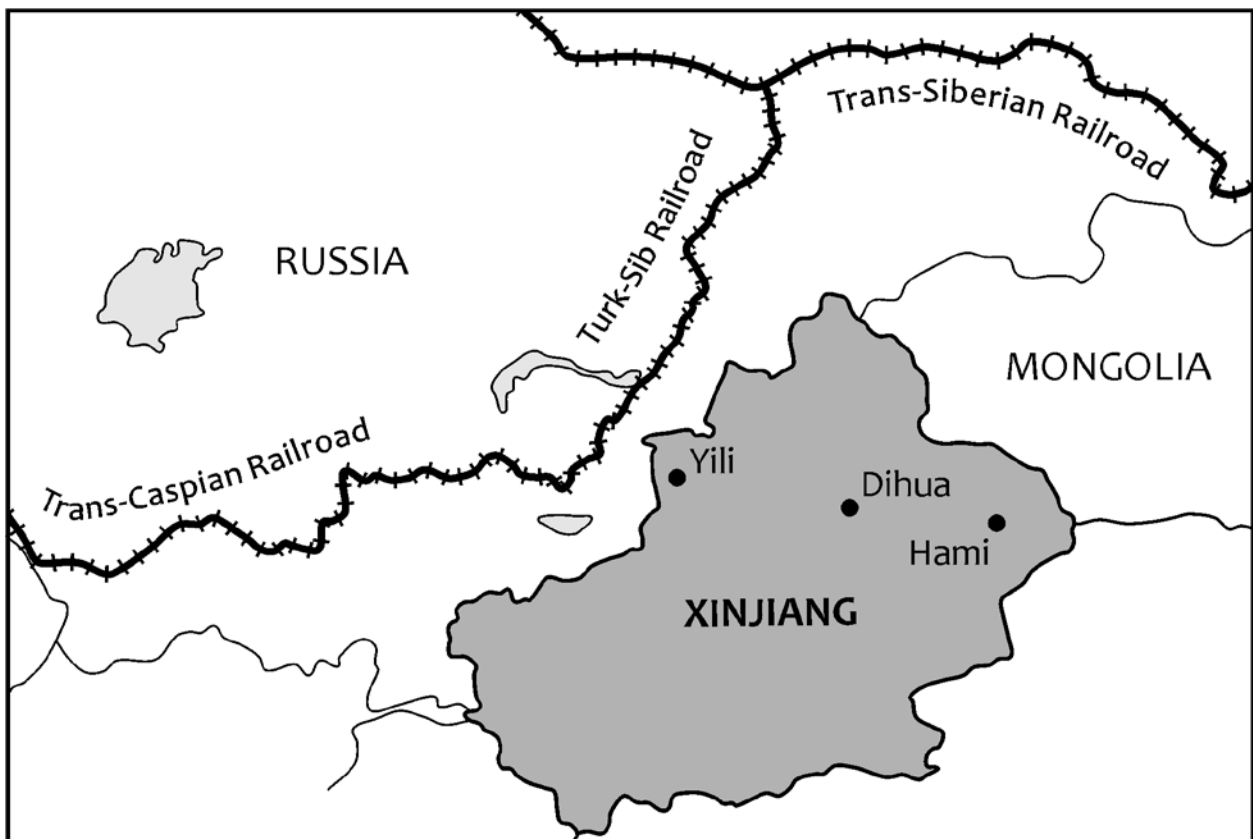 Trans-Siberian Railroad
Turk-Sib Railroad
RUSSIA
MONGOLIA
Trans-Caspian Railroad
Yili
Dihua
Hami
XINJIANG